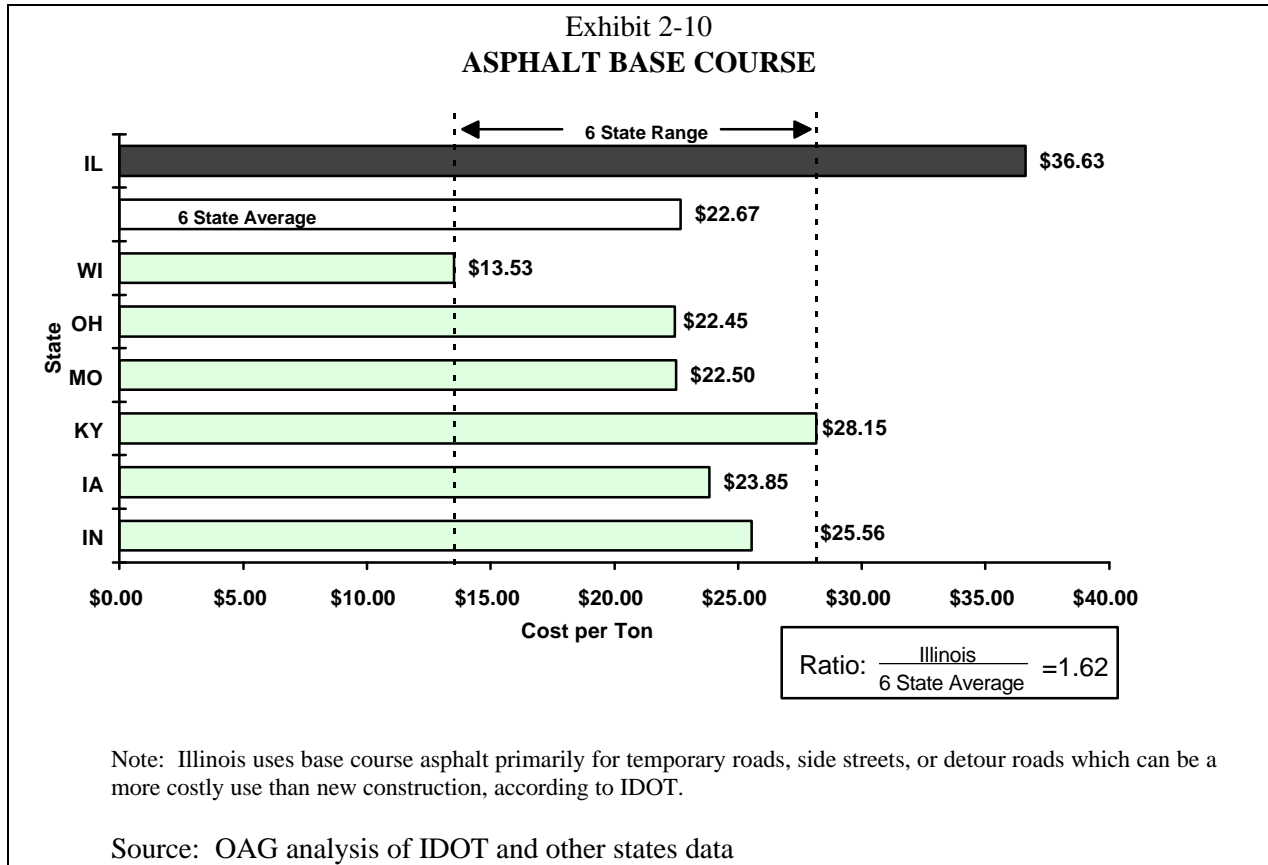 Exhibit 2-10
ASPHALT BASE COURSE
6 State Range
IL
$36.63
6 State Average
$22.67
WI
$13.53
OH
$22.45
State
MO
$22.50
KY
$28.15
IA
$23.85
IN
$25.56
$0.00 $5.00 $10.00 $15.00 $20.00 $25.00 $30.00 $35.00 $40.00
Cost per Ton
Ratio: Illinois
6 State Average =1.62
Note: Illinois uses base course asphalt primarily for temporary roads, side streets, or detour roads which can be a
more costly use than new construction, according to IDOT.
Source: OAG analysis of IDOT and other states data